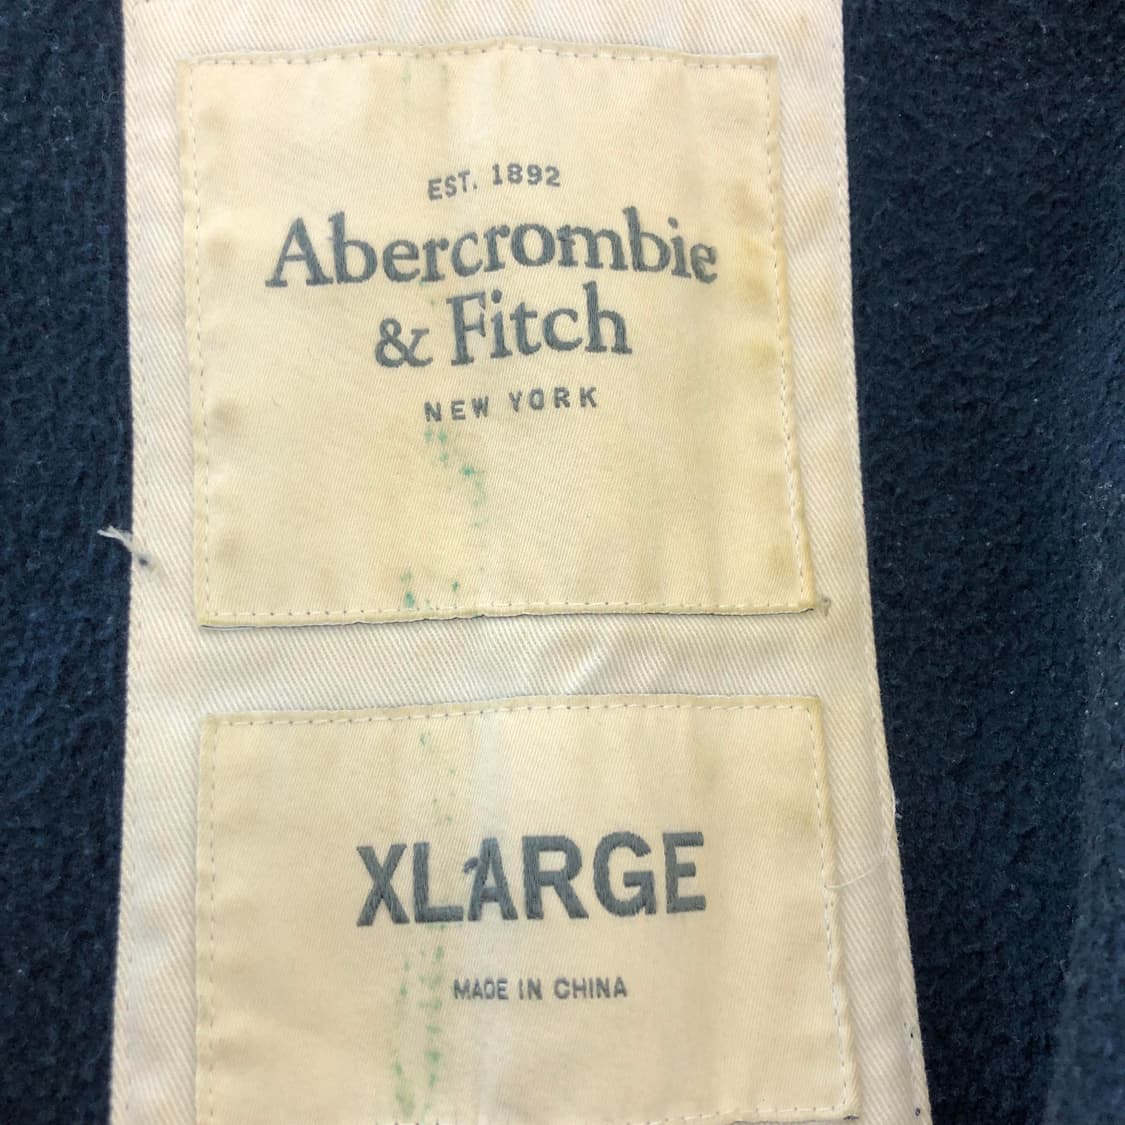 EST. 1892
Abercrombie
& Fitch
NEW YORK
XLARGE
MADE IN CHINA